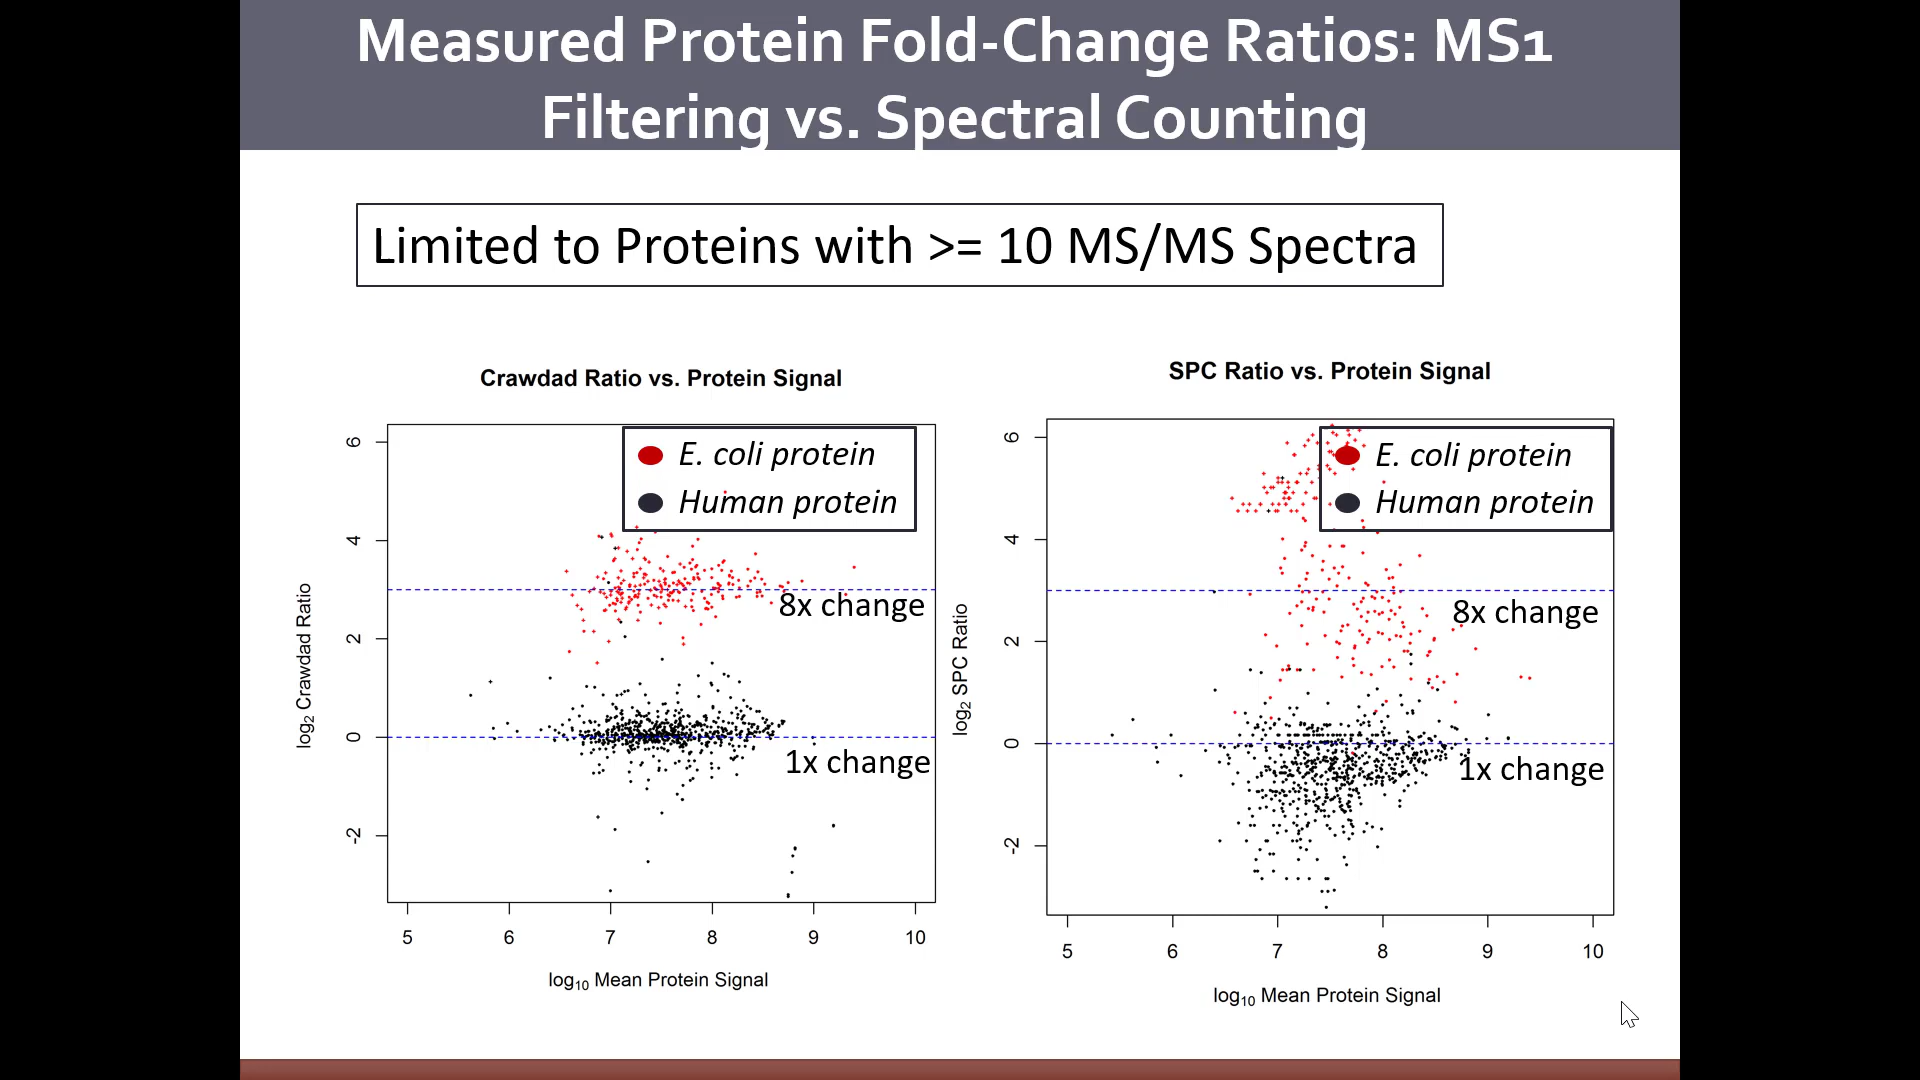 Measured Protein Fold-Change Ratios: MS1
Filtering vs. Spectral Counting
Limited to Proteins with >= 10 MS/MS Spectra
Crawdad Ratio vs. Protein Signal
E. coli protein
Human protein
8x change
1x change
log2 Crawdad Ratio
6
4
2
0
-2
5 6 7 8 9 10
log10 Mean Protein Signal
SPC Ratio vs. Protein Signal
E. coli protein
Human protein
8x change
1x change
log2 SPC Ratio
6
4
2
0
-2
5 6 7 8 9 10
log10 Mean Protein Signal